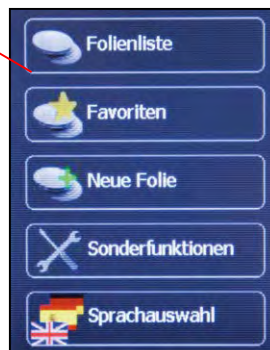 Folienliste
Favoriten
Neue Folie
Sonderfunktionen
Sprachauswahl